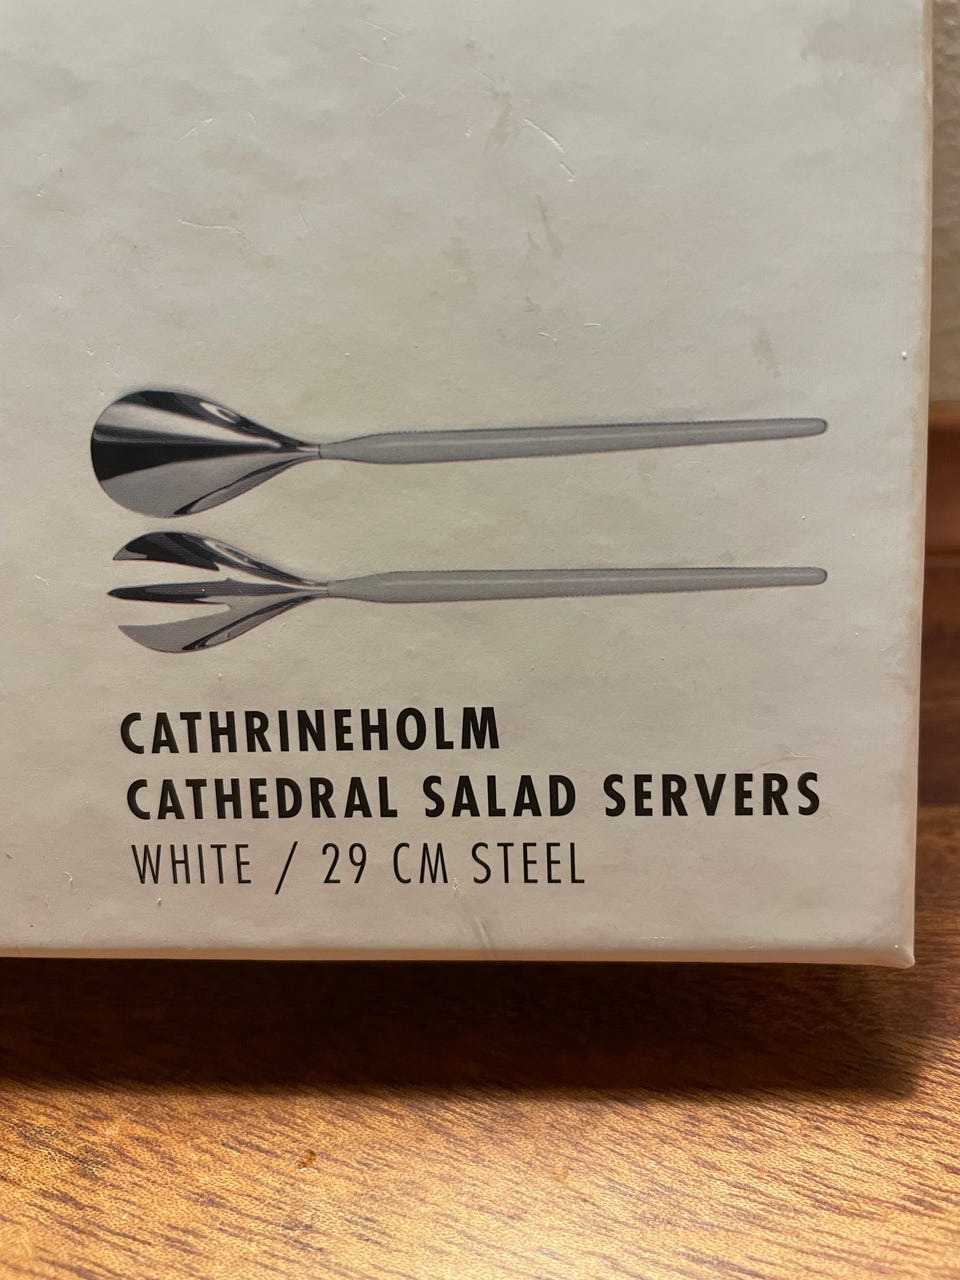 CATHRINEHOLM
CATHEDRAL SALAD SERVERS
WHITE / 29 CM STEEL